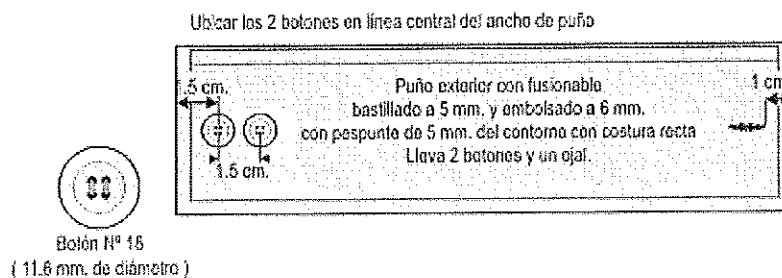 Ubicar los 2 botones en línea central del ancho de puño
1.5 cm.
Puño exterior con fusionable
1 cm
bastillado a 5 mm. y embolsado a 6 mm.
con pespunte de 5 mm. del contorno con costura recta
Lleva 2 botones y un ojal.
1.5 cm.
Botón Nº 18
( 11.6 mm. de diámetro )